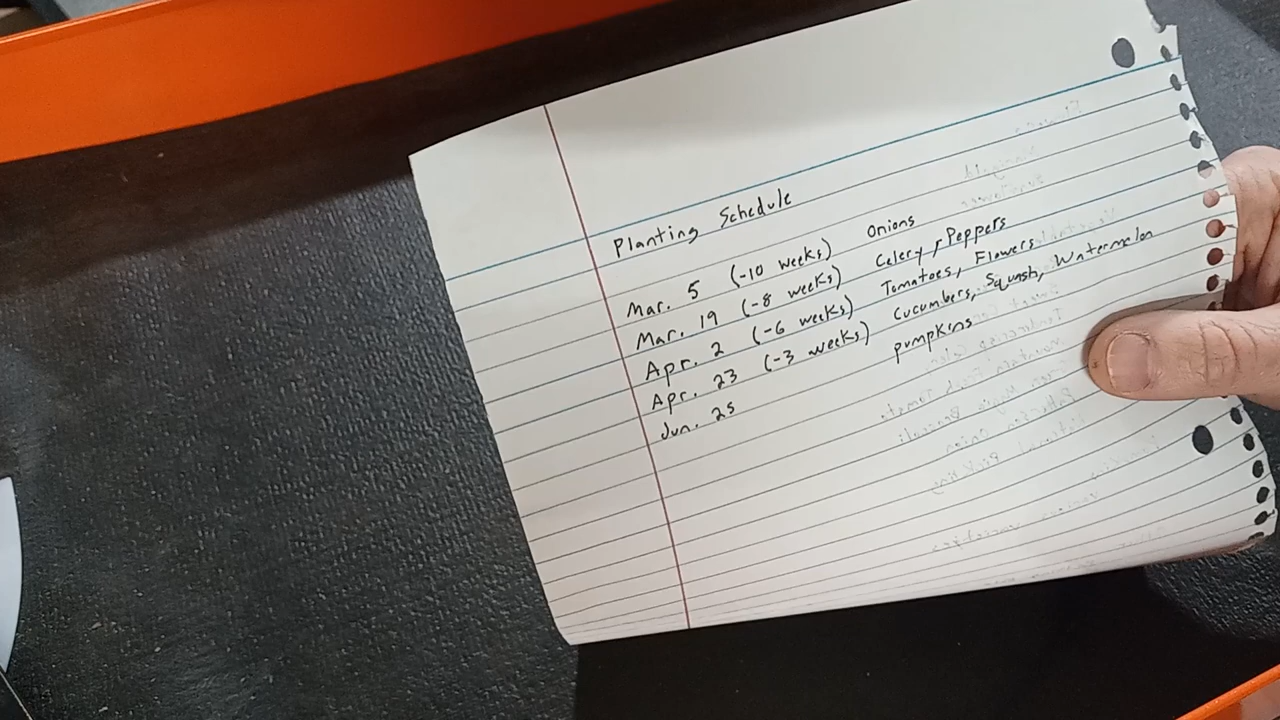 Planting Schedule
Mar. 5 (-10 weeks) Onions
Mar. 19 (-8 weeks) Celery, Peppers
Apr. 2 (-6 weeks) Tomatoes, Flowers
Apr. 23 (-3 weeks) Cucumbers, Squash, Watermelon
Jun. 25 pumpkins